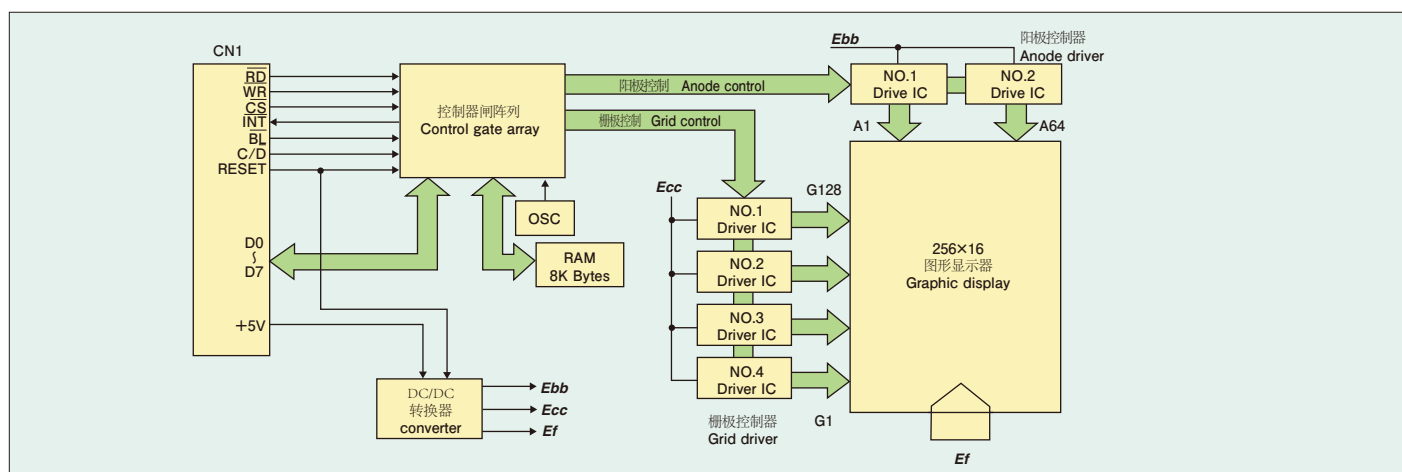 CN1
RD
WR
CS
INT
BL
C/D
RESET
D0
~
D7
+5V
控制器闸阵列
Control gate array
OSC
RAM
8K Bytes
DC/DC
转换器
converter
Ebb
Ecc
Ef
阳极控制 Anode control
栅极控制 Grid control
Ebb
阳极控制器
Anode driver
NO.1
Drive IC
NO.2
Drive IC
A1
A64
Ecc
G128
NO.1
Driver IC
NO.2
Driver IC
NO.3
Driver IC
NO.4
Driver IC
G1
栅极控制器
Grid driver
256×16
图形显示器
Graphic display
Ef